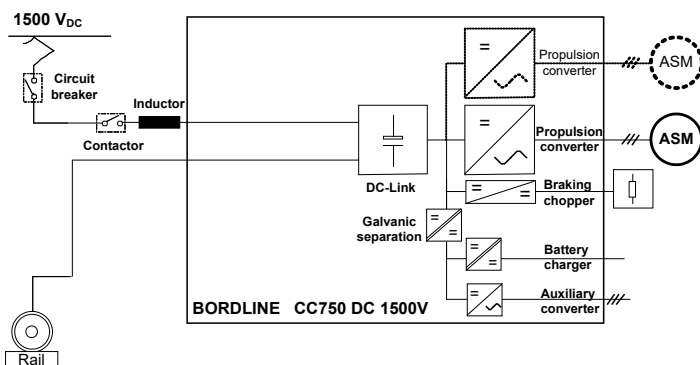 1500 VDC
Circuit
breaker
Contactor
Inductor
DC-Link
Propulsion
converter
ASM
Propulsion
converter
ASM
Braking
chopper
Galvanic
separation
Battery
charger
Auxiliary
converter
BORDLINE CC750 DC 1500V
Rail